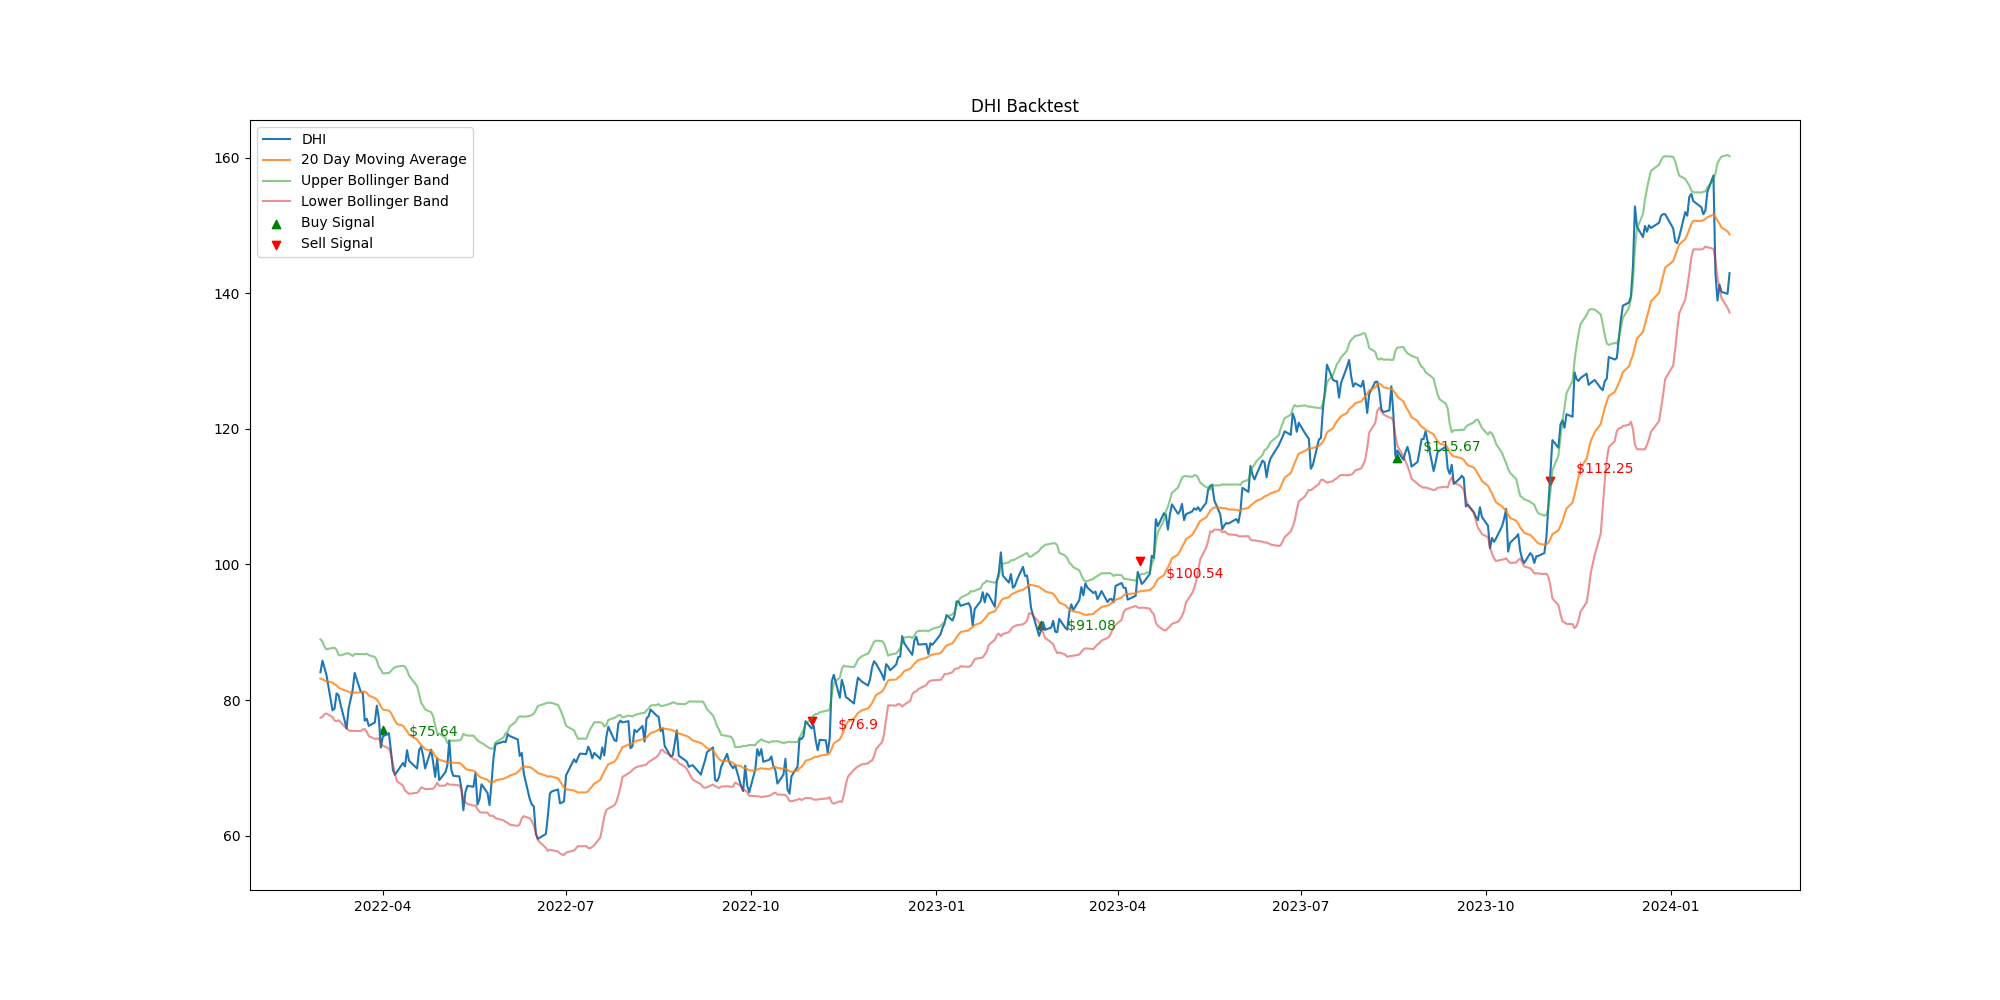 DHI Backtest
DHI
20 Day Moving Average
Upper Bollinger Band
Lower Bollinger Band
Buy Signal
Sell Signal
160
140
120
100
80
60
$75.64
$76.9
$91.08
$100.54
$115.67
$112.25
2022-04
2022-07
2022-10
2023-01
2023-04
2023-07
2023-10
2024-01